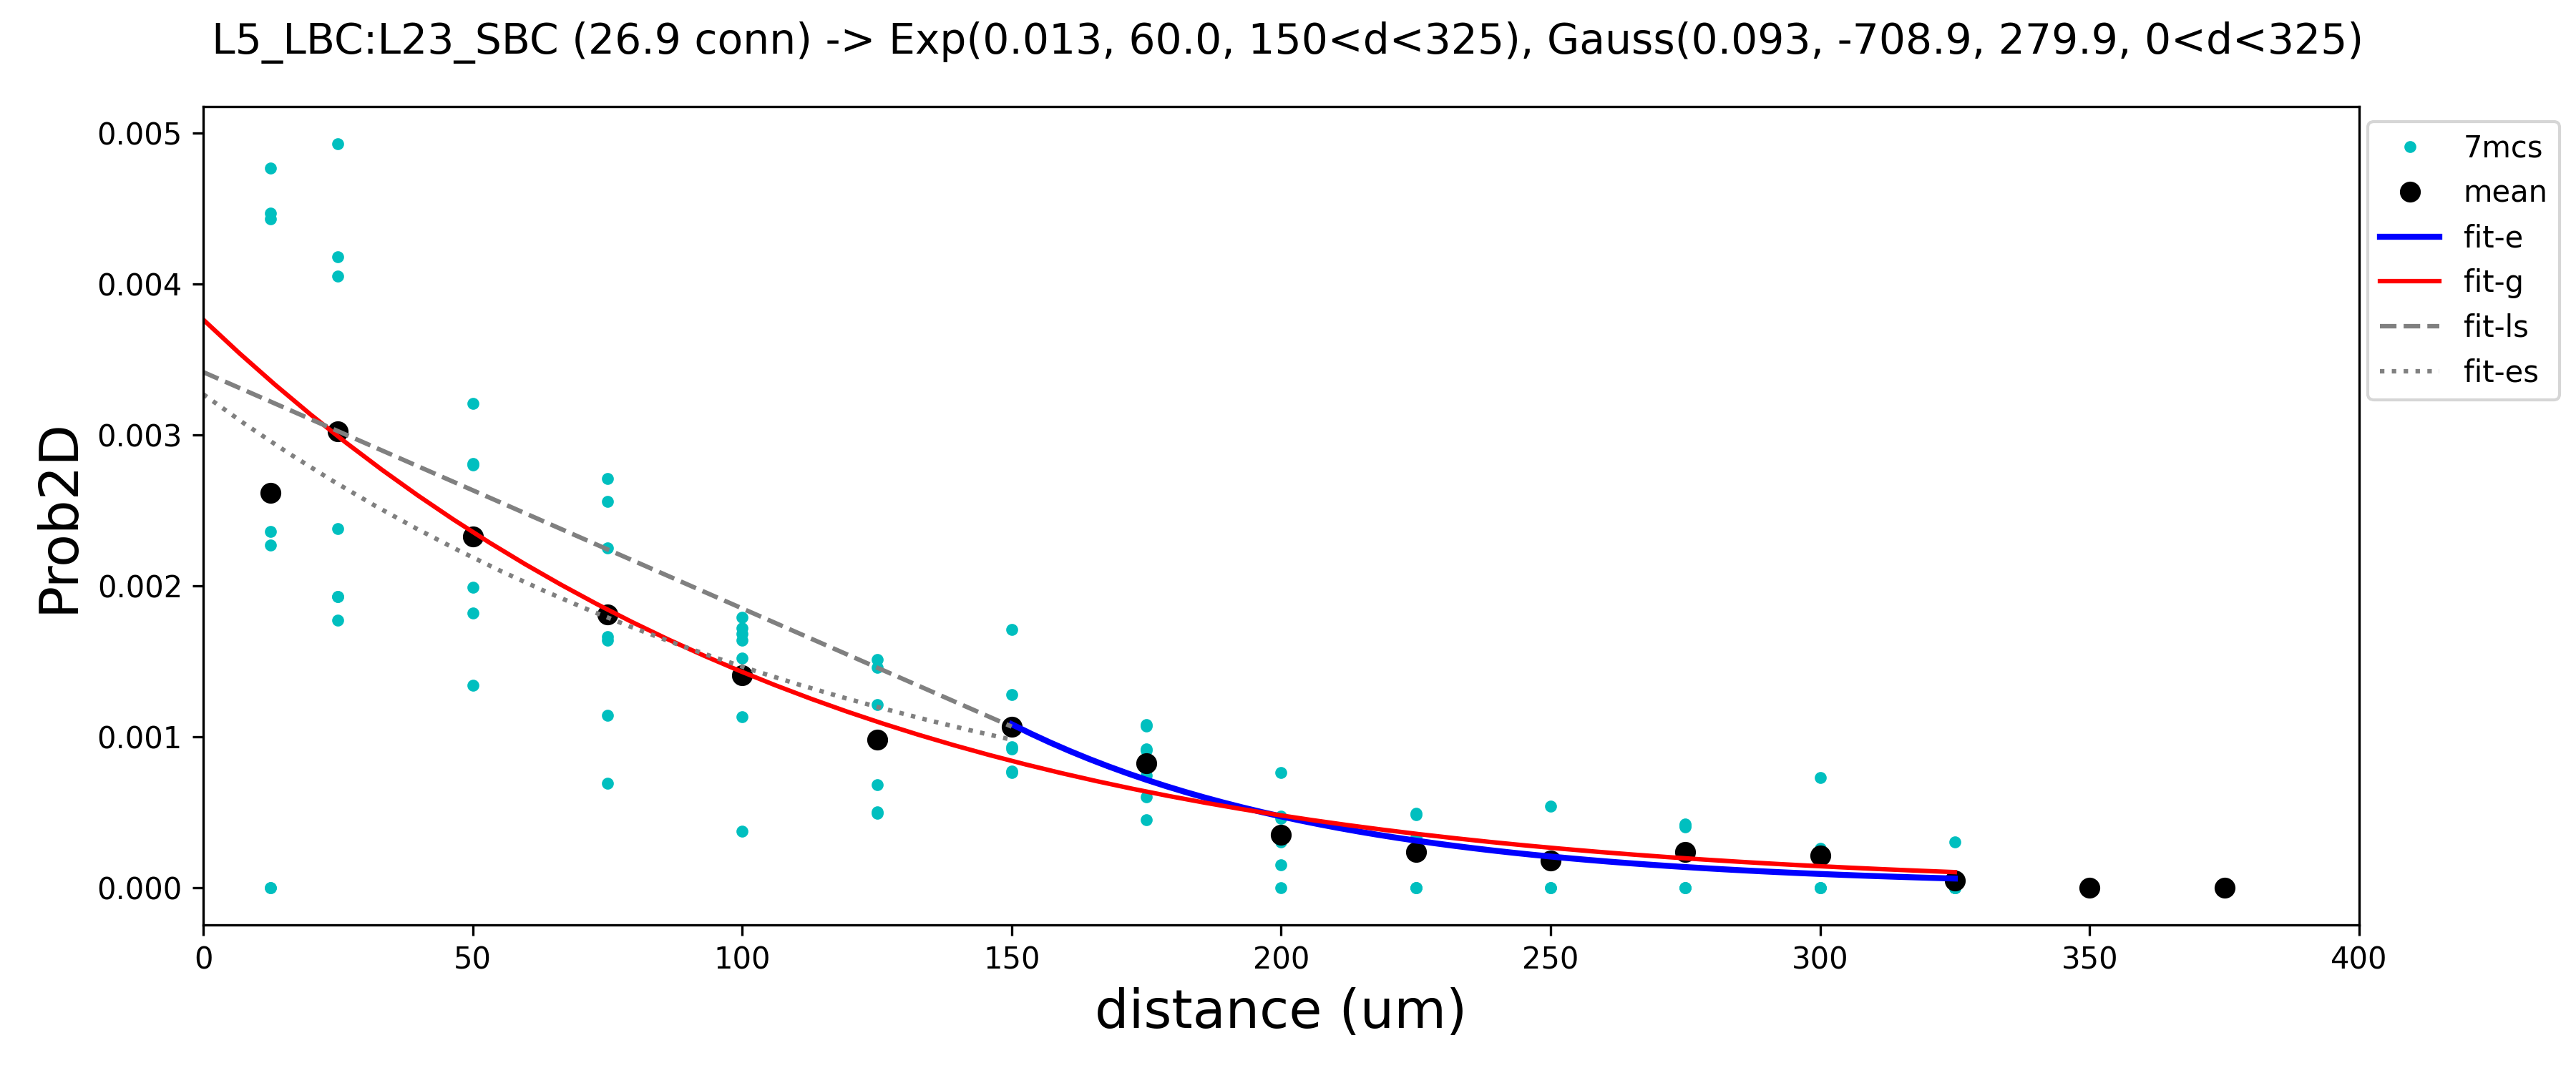 L5_LBC:L23_SBC (26.9 conn) -> Exp(0.013, 60.0, 150<d<325), Gauss(0.093, -708.9, 279.9, 0<d<325)
0.005
0.004
0.003
0.002
0.001
0.000
Prob2D
0 50 100 150 200 250 300 350 400
distance (um)
7mcs
mean
fit-e
fit-g
fit-ls
fit-es